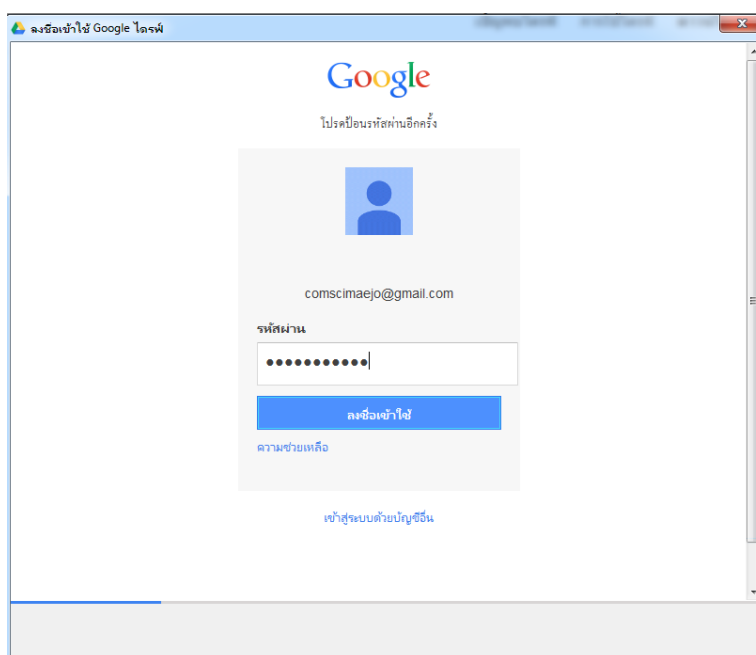 ลงชื่อเข้าใช้ Google ไดรฟ์
Google
โปรดป้อนรหัสผ่านอีกครั้ง
comscimaejo@gmail.com
รหัสผ่าน
ลงชื่อเข้าใช้
ความช่วยเหลือ
เข้าสู่ระบบด้วยบัญชีอื่น